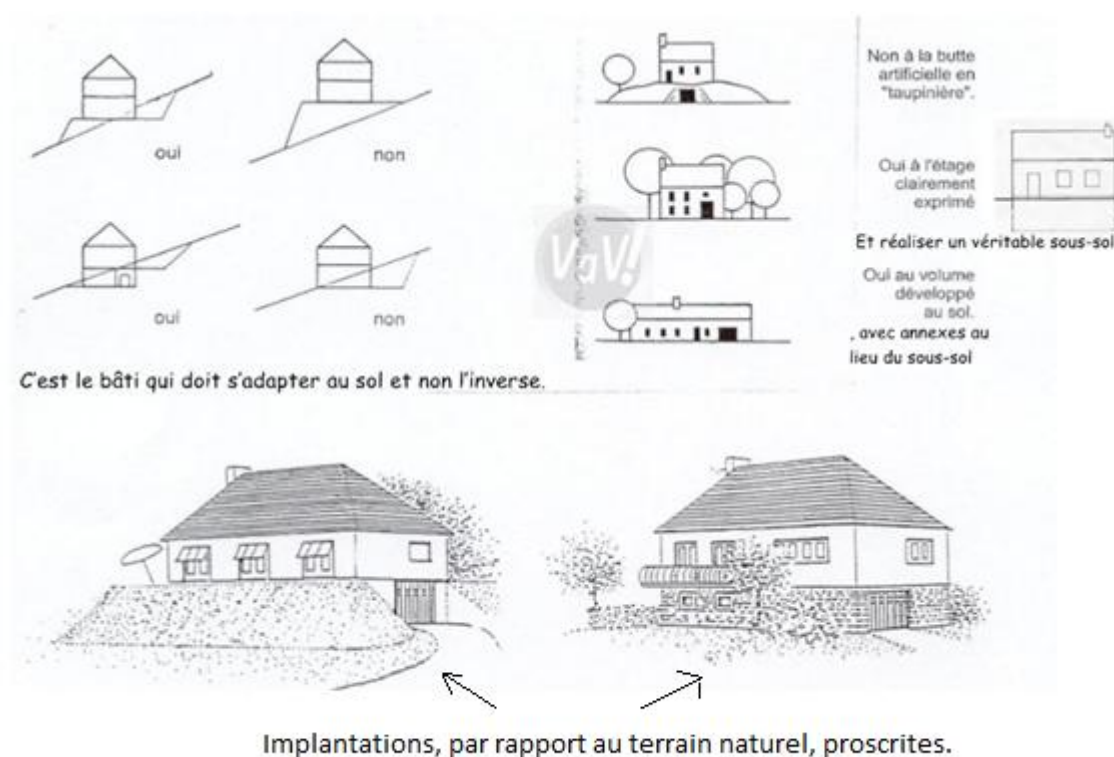 oui
non
oui
non
C'est le bâti qui doit s'adapter au sol et non l'inverse.
Non à la butte
artificielle en
"taupinière".
Oui à l'étage
clairement
exprimé
Et réaliser un véritable sous-sol
Oui au volume
développé
au sol.
, avec annexes au
lieu du sous-sol
VgV!
Implantations, par rapport au terrain naturel, proscrites.